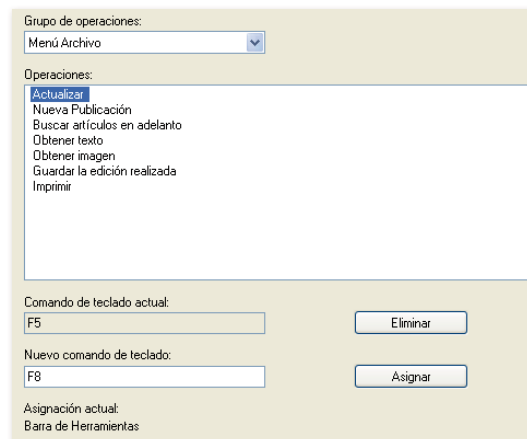 Grupo de operaciones:
Menú Archivo
Operaciones:
Actualizar
Nueva Publicación
Buscar artículos en adelanto
Obtener texto
Obtener imagen
Guardar la edición realizada
Imprimir
Comando de teclado actual:
F5
Eliminar
Nuevo comando de teclado:
F8
Asignar
Asignación actual:
Barra de Herramientas